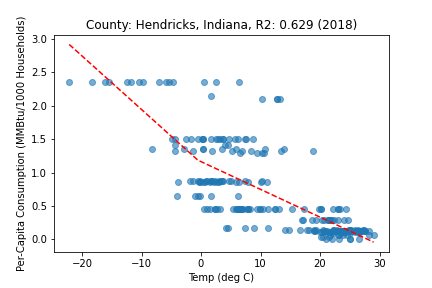 County: Hendricks, Indiana, R2: 0.629 (2018)
Per-Capita Consumption (MMBtu/1000 Households)
3.0
2.5
2.0
1.5
1.0
0.5
0.0
−20 −10 0 10 20 30
Temp (deg C)